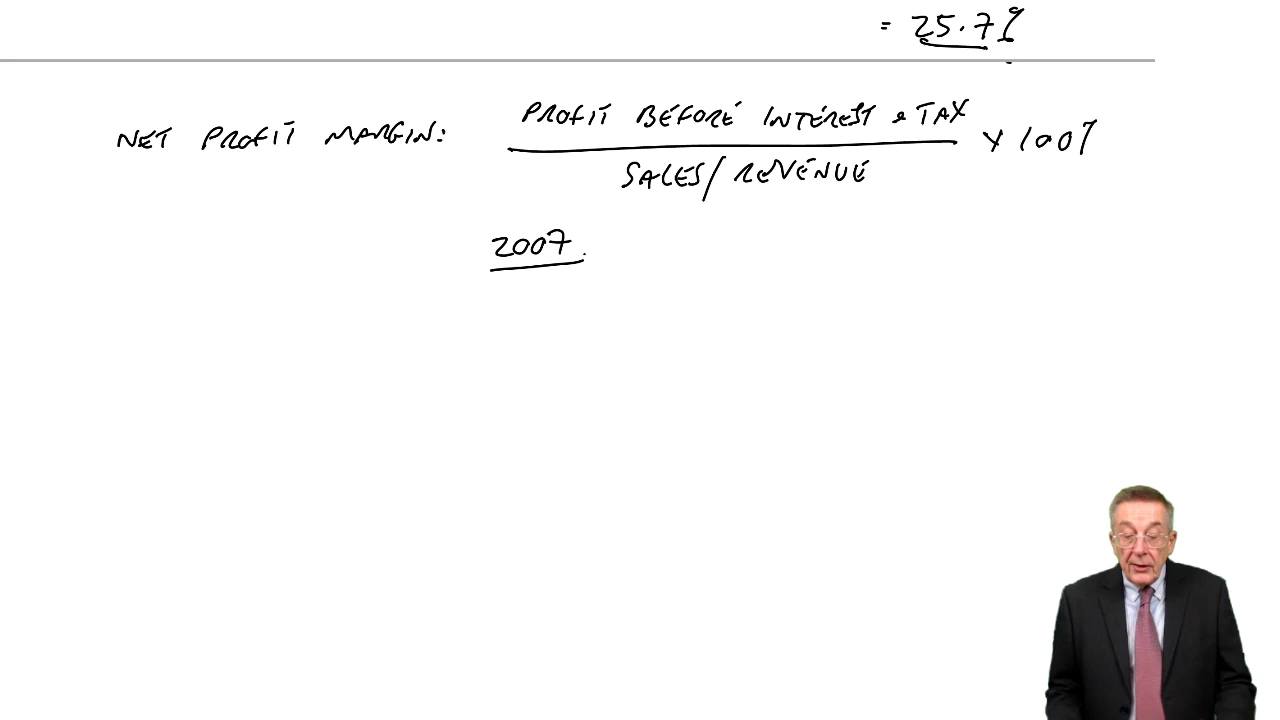 = 25.7%
NET PROFIT MARGIN: PROFIT BEFORE INTEREST & TAX
SALES/REVENUE
× 100%
2007